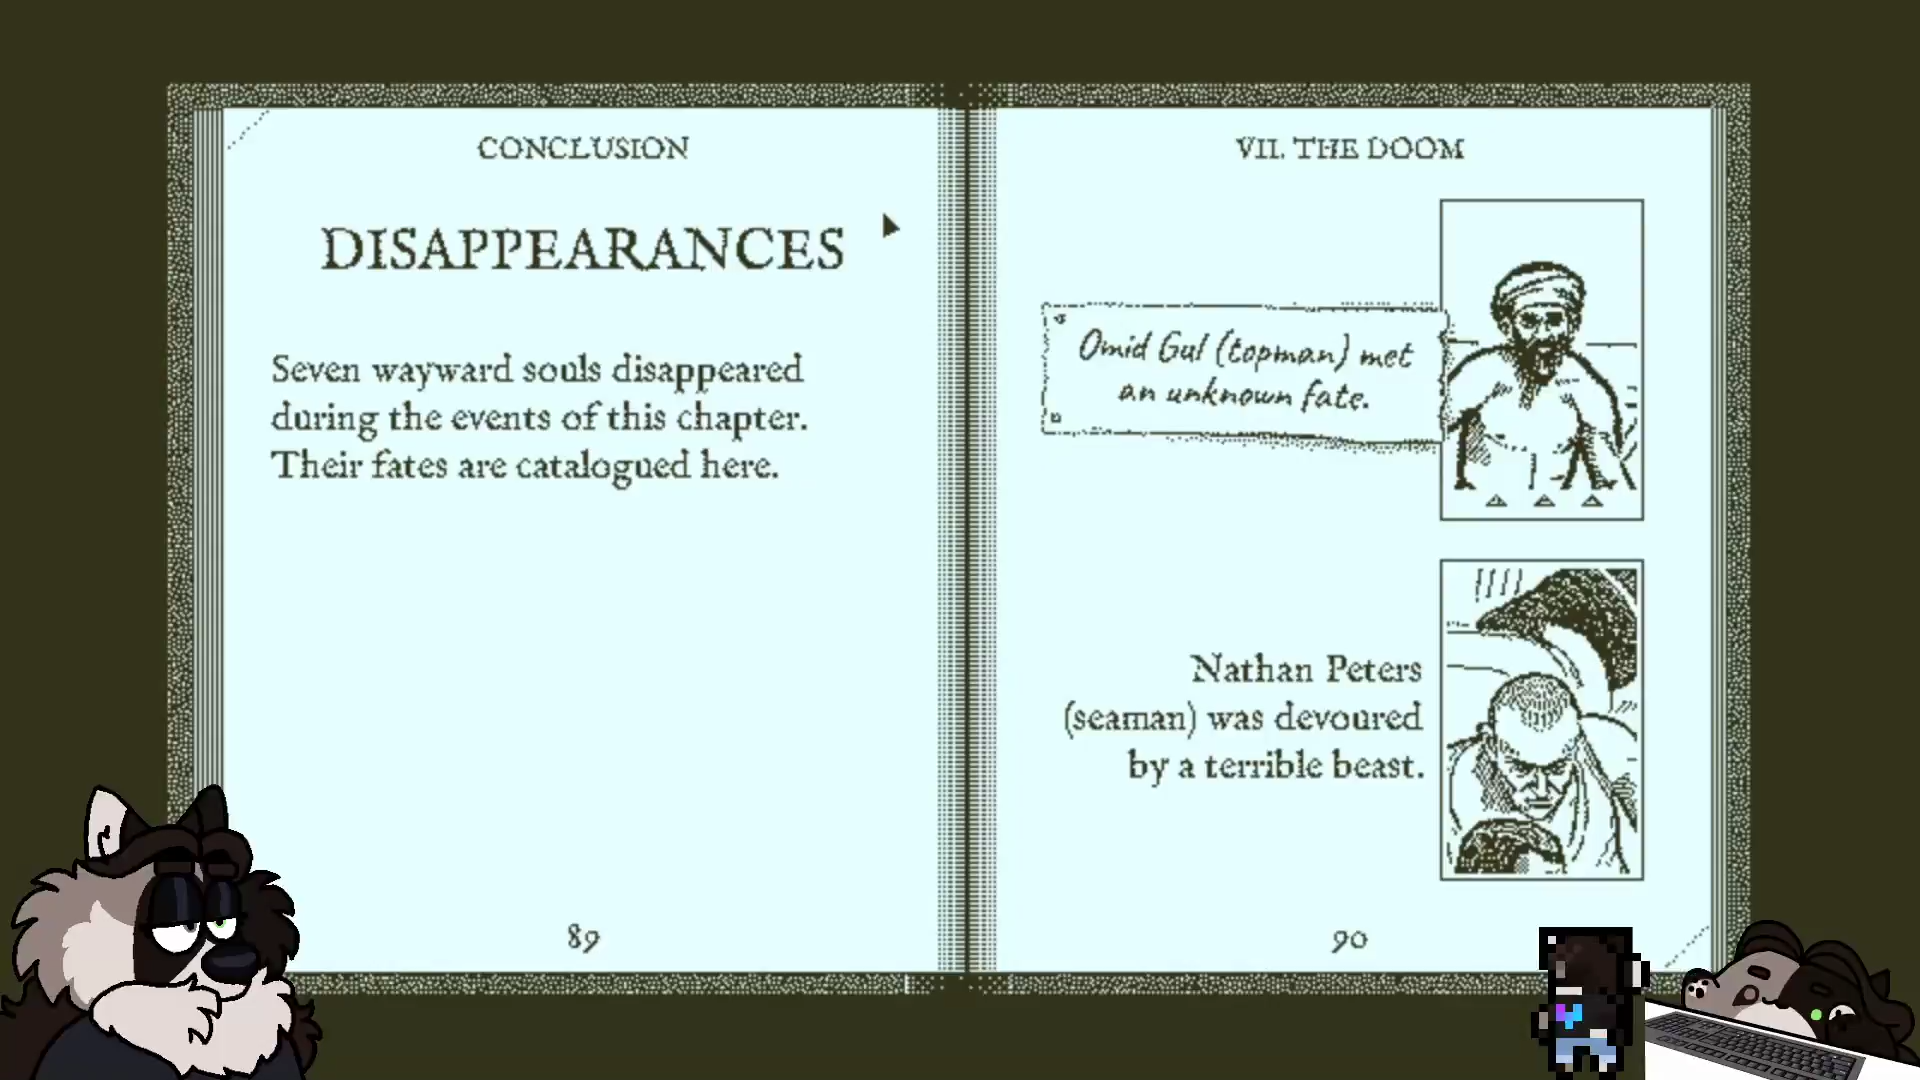 CONCLUSION
DISAPPEARANCES
Seven wayward souls disappeared
during the events of this chapter.
Their fates are catalogued here.
89
VII. THE DOOM
Omid Gul (topman) met
an unknown fate.
Nathan Peters
(seaman) was devoured
by a terrible beast.
90